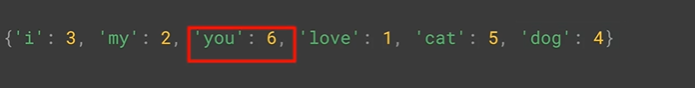 {'i': 3, 'my': 2, 'you': 6, 'love': 1, 'cat': 5, 'dog': 4}